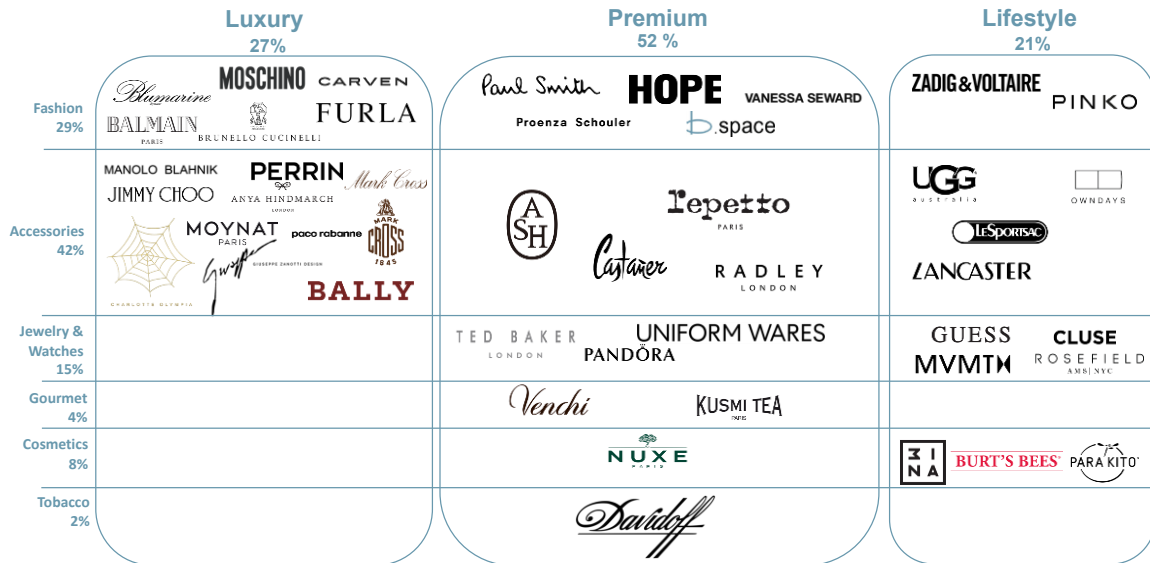 Luxury
27%
Premium
52 %
Lifestyle
21%
Fashion
29%
Blumarine
MOSCHINO
CARVEN
BALMAIN
PARIS
BRUNELLO CUCINELLI
FURLA
Paul Smith
HOPE
VANESSA SEWARD
Proenza Schouler
b.space
ZADIG & VOLTAIRE
PINKO
Accessories
42%
MANOLO BLAHNIK
JIMMY CHOO
PERRIN
ANYA HINDMARCH
LONDON
Mark Cross
MOYNAT
PARIS
paco rabanne
MARK
CROSS
1845
CHARLOTTE OLYMPIA
Giuseppe
GIUSEPPE ZANOTTI DESIGN
BALLY
ASH
repetto
PARIS
Castañer
RADLEY
LONDON
UGG
australia
OWNDAYS
LESPORTSAC
LANCASTER
Jewelry &
Watches
15%
TED BAKER
LONDON
UNIFORM WARES
PANDÖRA
GUESS
CLUSE
MVMT
ROSEFIELD
AMS | NYC
Gourmet
4%
Venchi
KUSMI TEA
PARIS
Cosmetics
8%
NUXE
PARIS
3INA
BURT'S BEES®
PARA KITO®
Tobacco
2%
Davidoff